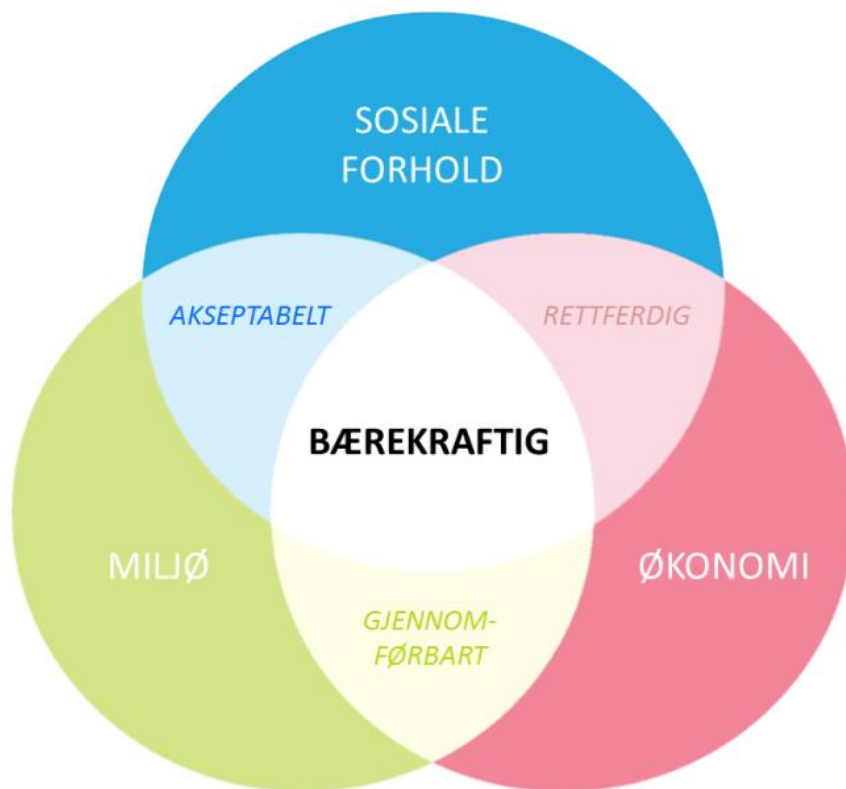 SOSIALE
FORHOLD
AKSEPTABELT
RETTFERDIG
BÆREKRAFTIG
MILJØ
ØKONOMI
GJENNOM-
FØRBART